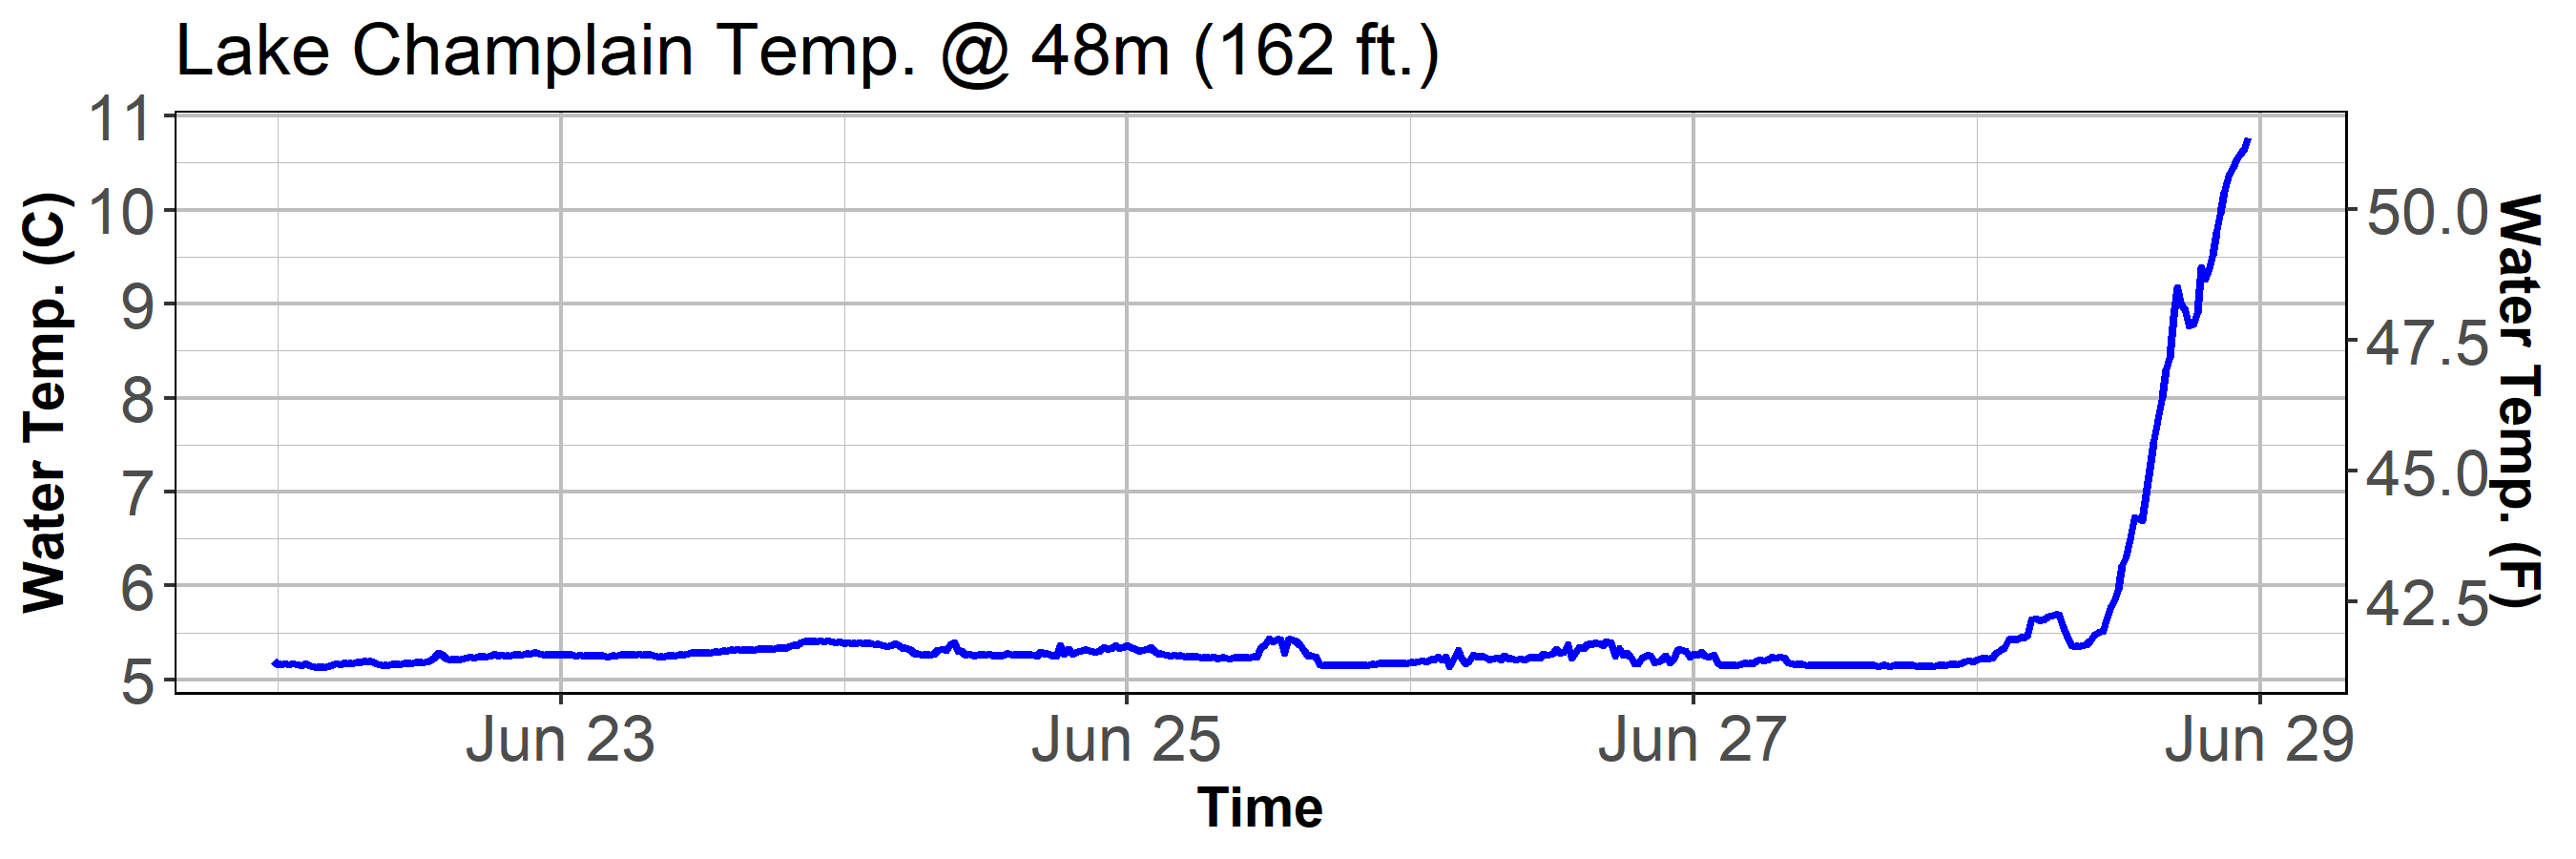 Lake Champlain Temp. @ 48m (162 ft.)
11
10
9
8
7
6
5
Water Temp. (C)
50.0
47.5
45.0
42.5
Water Temp. (F)
Jun 23
Jun 25
Jun 27
Jun 29
Time